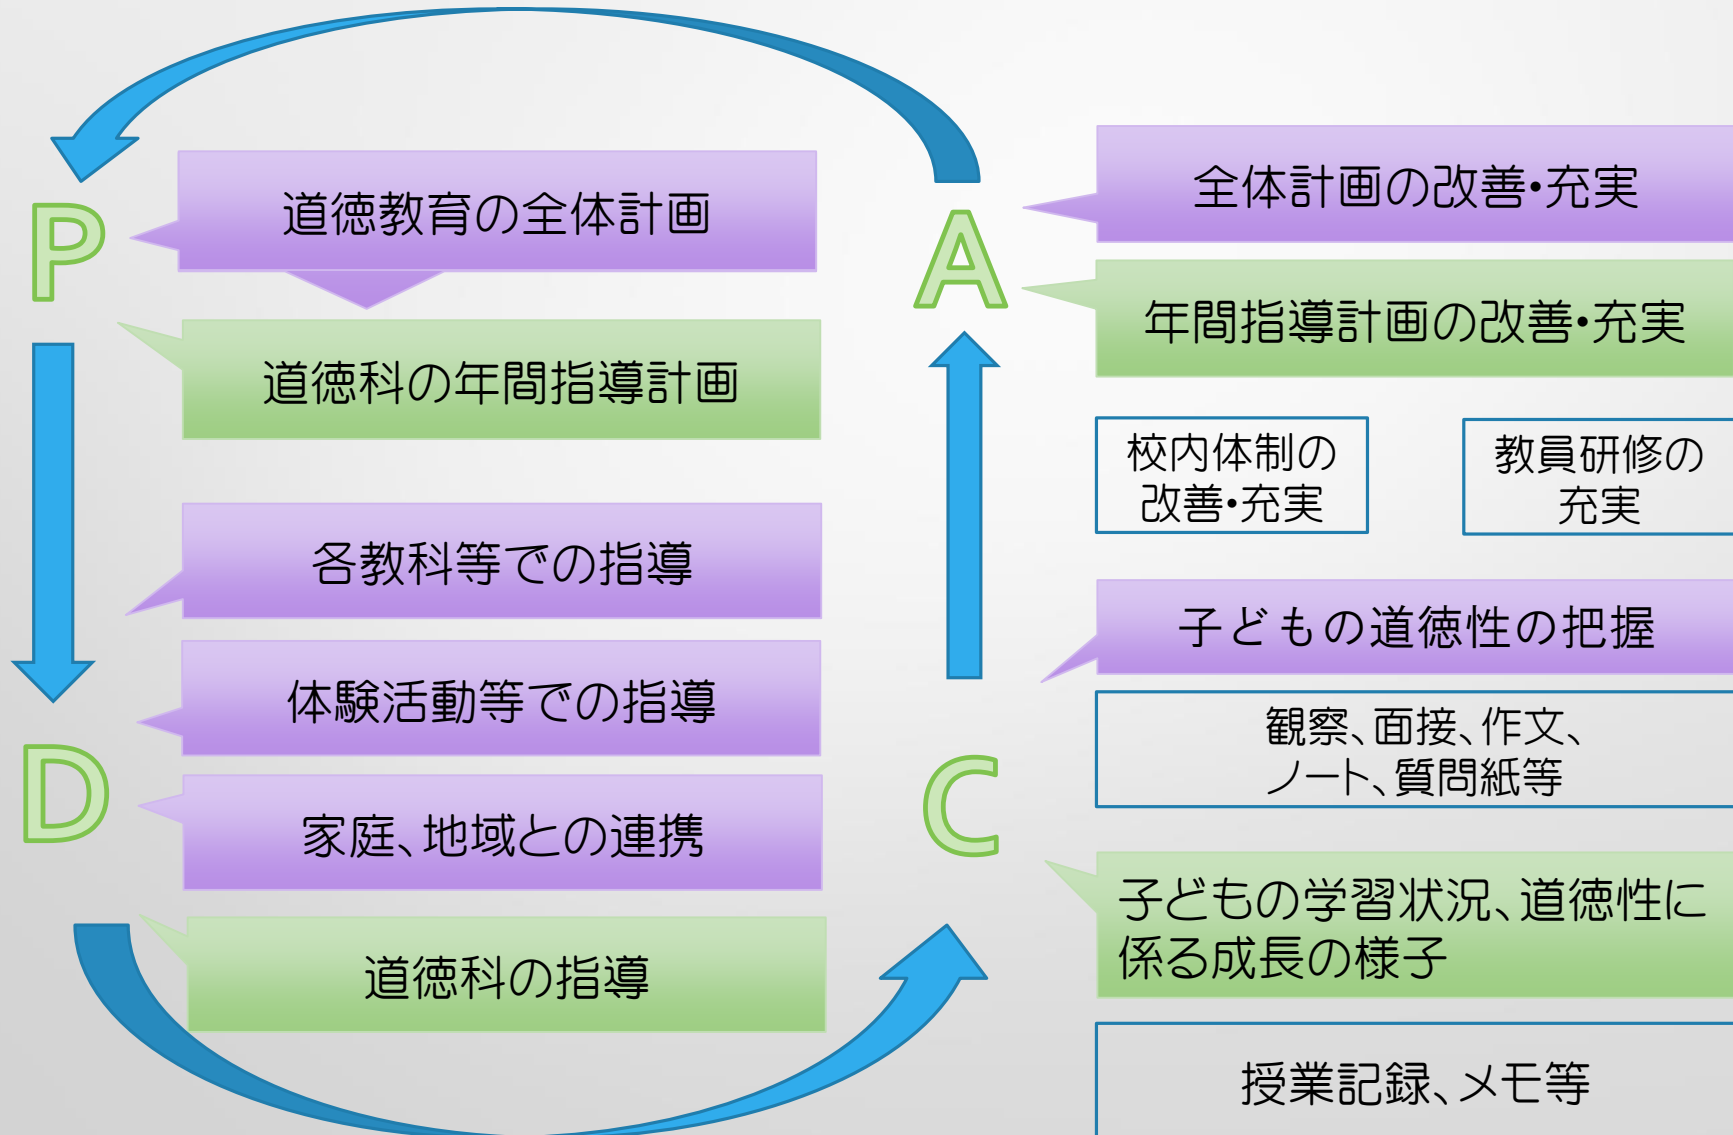 P
道徳教育の全体計画
道徳科の年間指導計画
D
各教科等での指導
体験活動等での指導
家庭、地域との連携
道徳科の指導
A
全体計画の改善・充実
年間指導計画の改善・充実
校内体制の
改善・充実
教員研修の
充実
C
子どもの道徳性の把握
観察、面接、作文、
ノート、質問紙等
子どもの学習状況、道徳性に
係る成長の様子
授業記録、メモ等